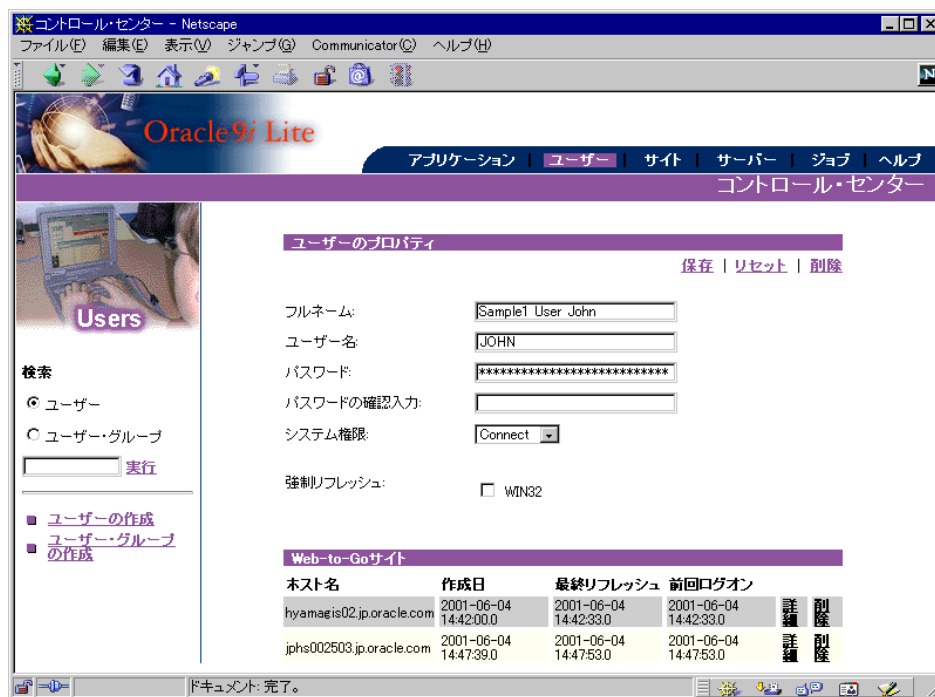 コントロール・センター - Netscape
ファイル(F) 編集(E) 表示(V) ジャンプ(G) Communicator(C) ヘルプ(H)
N
Oracle9i Lite
アプリケーション ユーザー サイト サーバー ジョブ ヘルプ
コントロール・センター
Users
検索
ユーザー
ユーザー・グループ
実行
ユーザーの作成
ユーザー・グループ
の作成
ユーザーのプロパティ
保存 | リセット | 削除
フルネーム: Sample1 User John
ユーザー名: JOHN
パスワード: ***************************
パスワードの確認入力:
システム権限: Connect
強制リフレッシュ: WIN32
Web-to-Goサイト
ホスト名 作成日 最終リフレッシュ 前回ログオン
hyamagis02.jp.oracle.com 2001-06-04 14:42:00.0 2001-06-04 14:42:33.0 2001-06-04 14:42:33.0 詳細 削除
jphs002503.jp.oracle.com 2001-06-04 14:47:39.0 2001-06-04 14:47:53.0 2001-06-04 14:47:53.0 詳細 削除
ドキュメント: 完了。